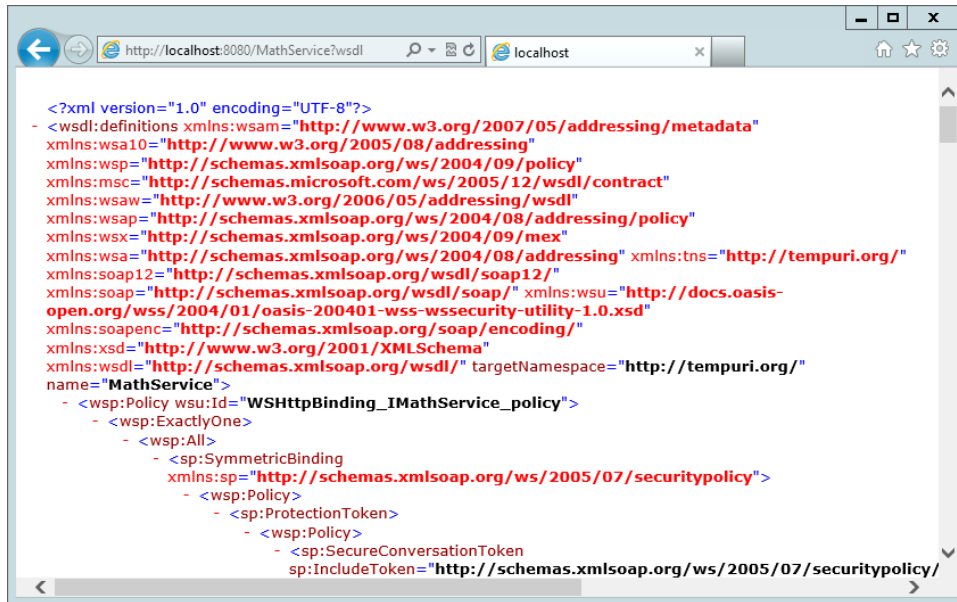 http://localhost:8080/MathService?wsdl
localhost
<?xml version="1.0" encoding="UTF-8"?>
- <wsdl:definitions xmlns:wsam="http://www.w3.org/2007/05/addressing/metadata"
xmlns:wsa10="http://www.w3.org/2005/08/addressing"
xmlns:wsp="http://schemas.xmlsoap.org/ws/2004/09/policy"
xmlns:msc="http://schemas.microsoft.com/ws/2005/12/wsdl/contract"
xmlns:wsaw="http://www.w3.org/2006/05/addressing/wsdl"
xmlns:wsap="http://schemas.xmlsoap.org/ws/2004/08/addressing/policy"
xmlns:wsx="http://schemas.xmlsoap.org/ws/2004/09/mex"
xmlns:wsa="http://schemas.xmlsoap.org/ws/2004/08/addressing" xmlns:tns="http://tempuri.org/"
xmlns:soap12="http://schemas.xmlsoap.org/wsdl/soap12/"
xmlns:soap="http://schemas.xmlsoap.org/wsdl/soap/" xmlns:wsu="http://docs.oasis-
open.org/wss/2004/01/oasis-200401-wss-wssecurity-utility-1.0.xsd"
xmlns:soapenc="http://schemas.xmlsoap.org/soap/encoding/"
xmlns:xsd="http://www.w3.org/2001/XMLSchema"
xmlns:wsdl="http://schemas.xmlsoap.org/wsdl/" targetNamespace="http://tempuri.org/"
name="MathService">
- <wsp:Policy wsu:Id="WSHttpBinding_IMathService_policy">
- <wsp:ExactlyOne>
- <wsp:All>
- <sp:SymmetricBinding
xmlns:sp="http://schemas.xmlsoap.org/ws/2005/07/securitypolicy">
- <wsp:Policy>
- <sp:ProtectionToken>
- <wsp:Policy>
- <sp:SecureConversationToken
sp:IncludeToken="http://schemas.xmlsoap.org/ws/2005/07/securitypolicy/